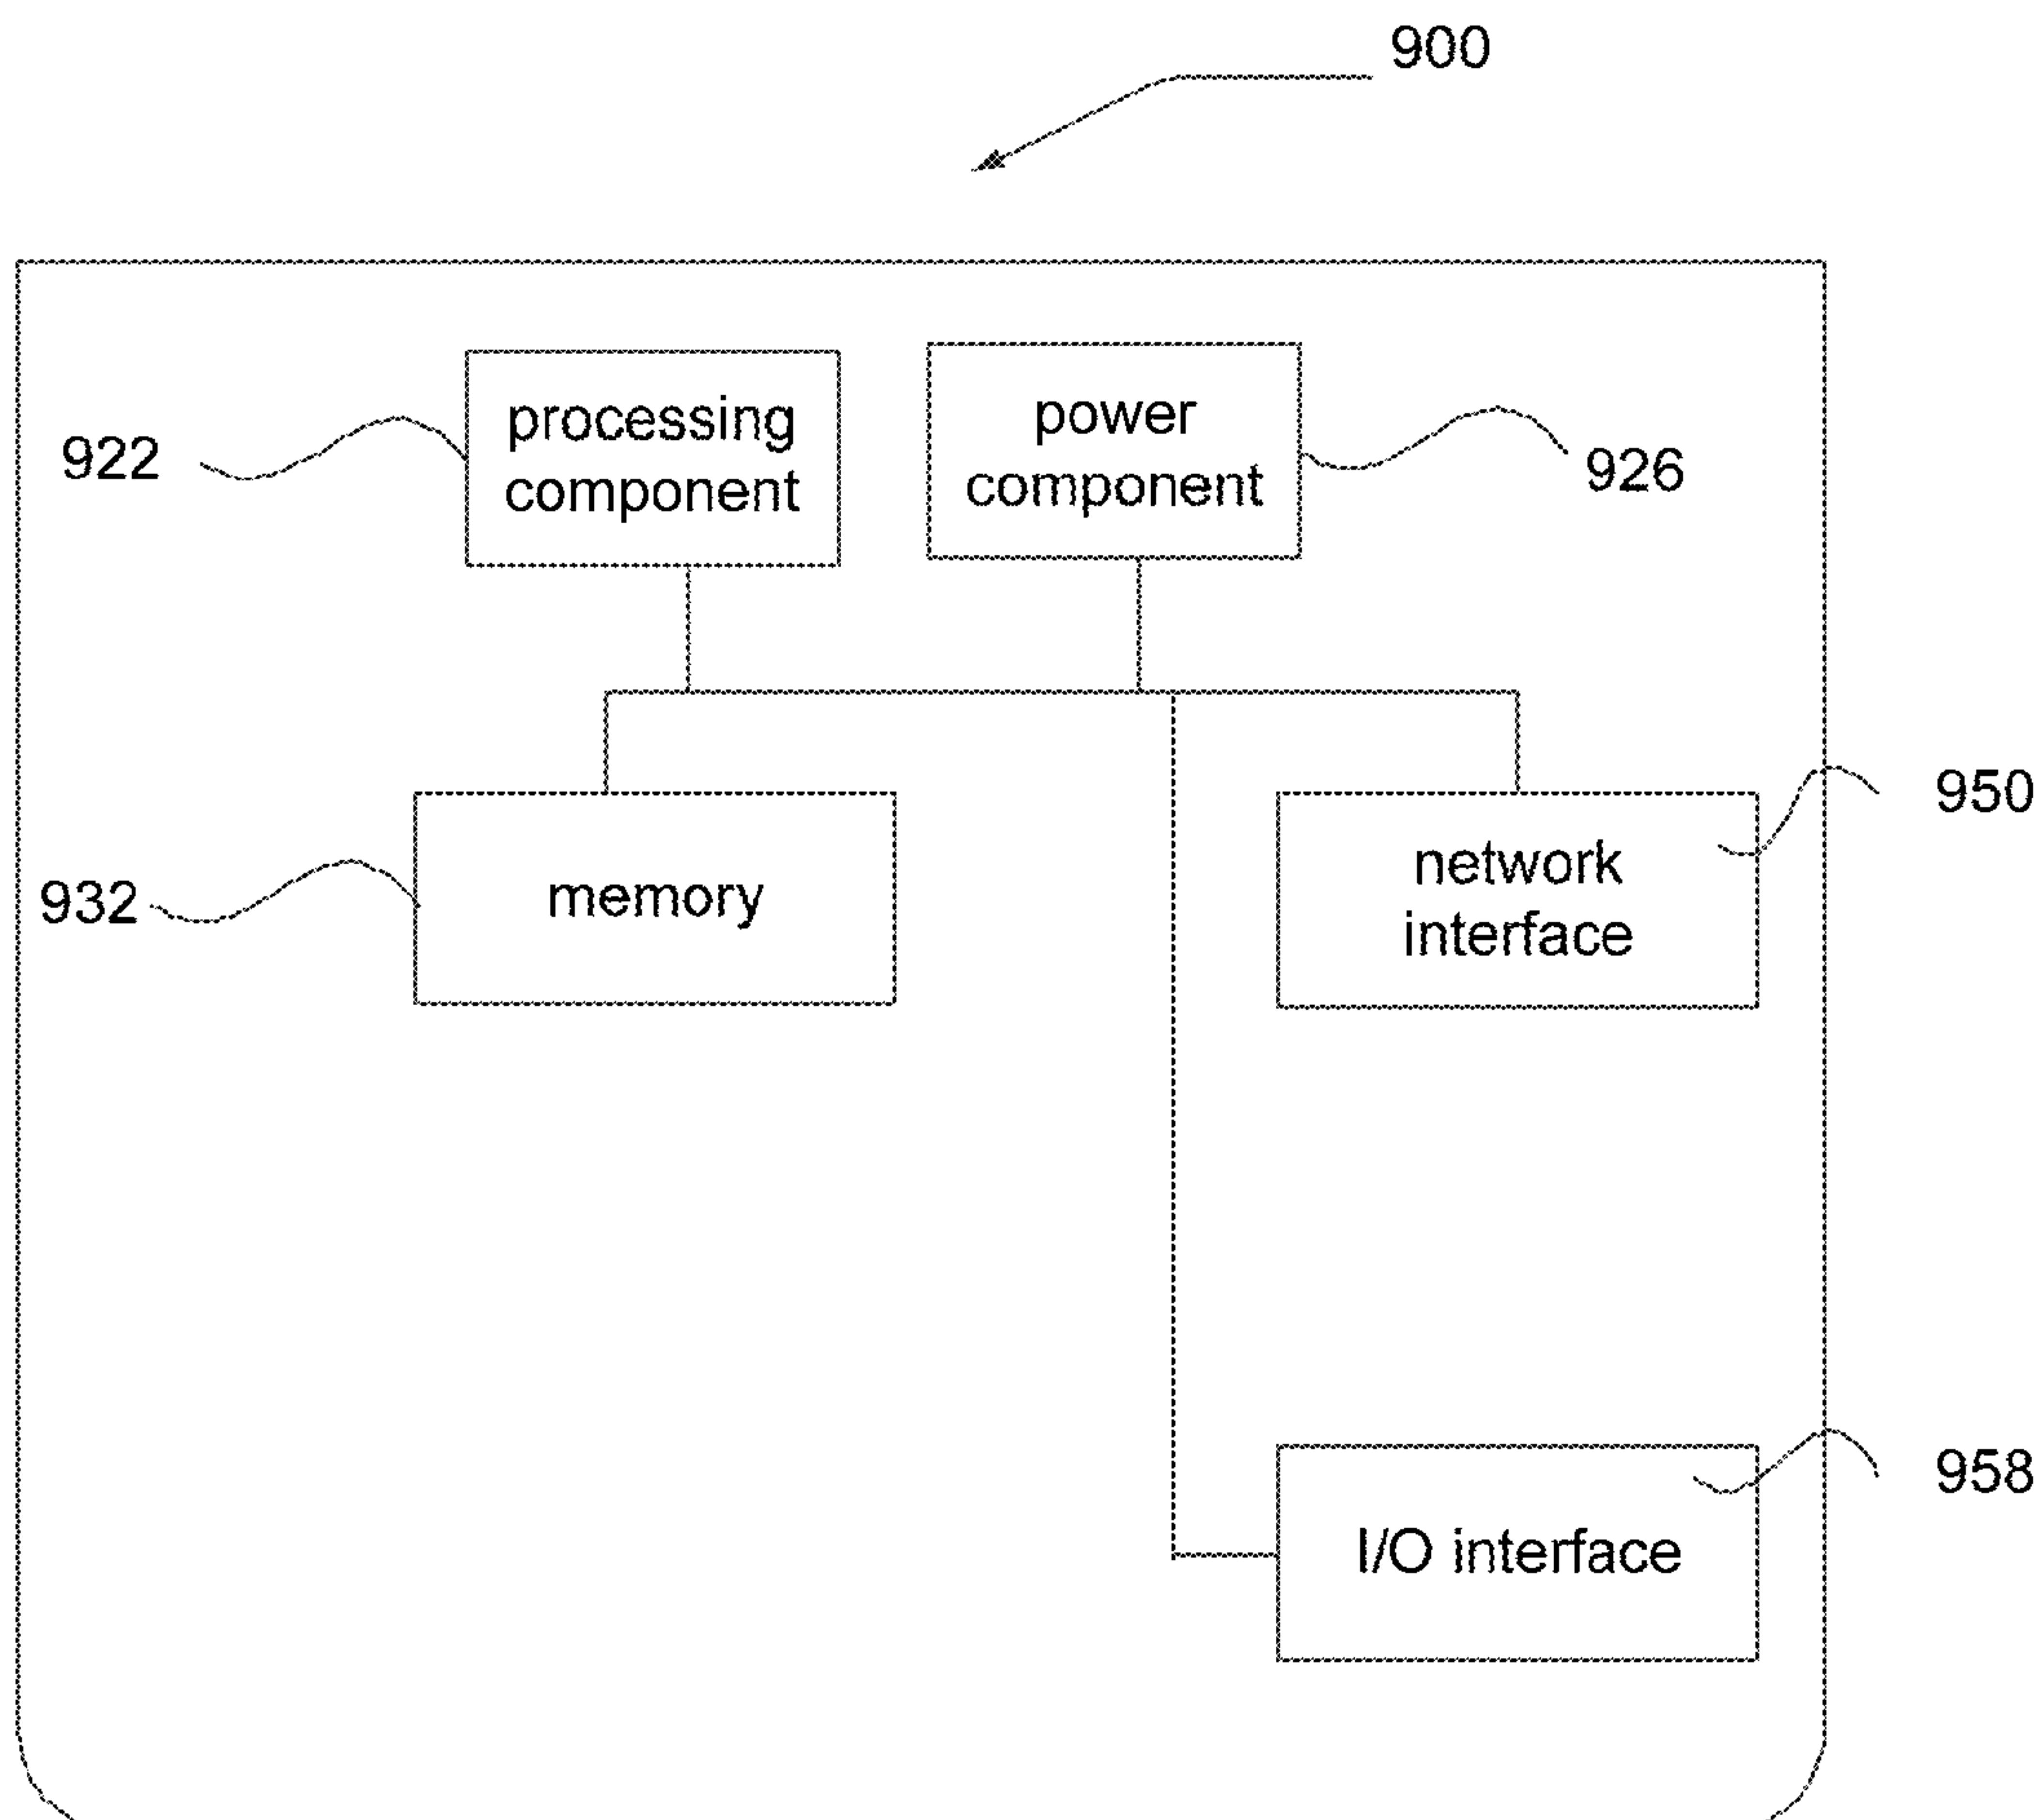 900
processing
component
power
component
922
926
950
network
interface
932
memory
958
I/O interface